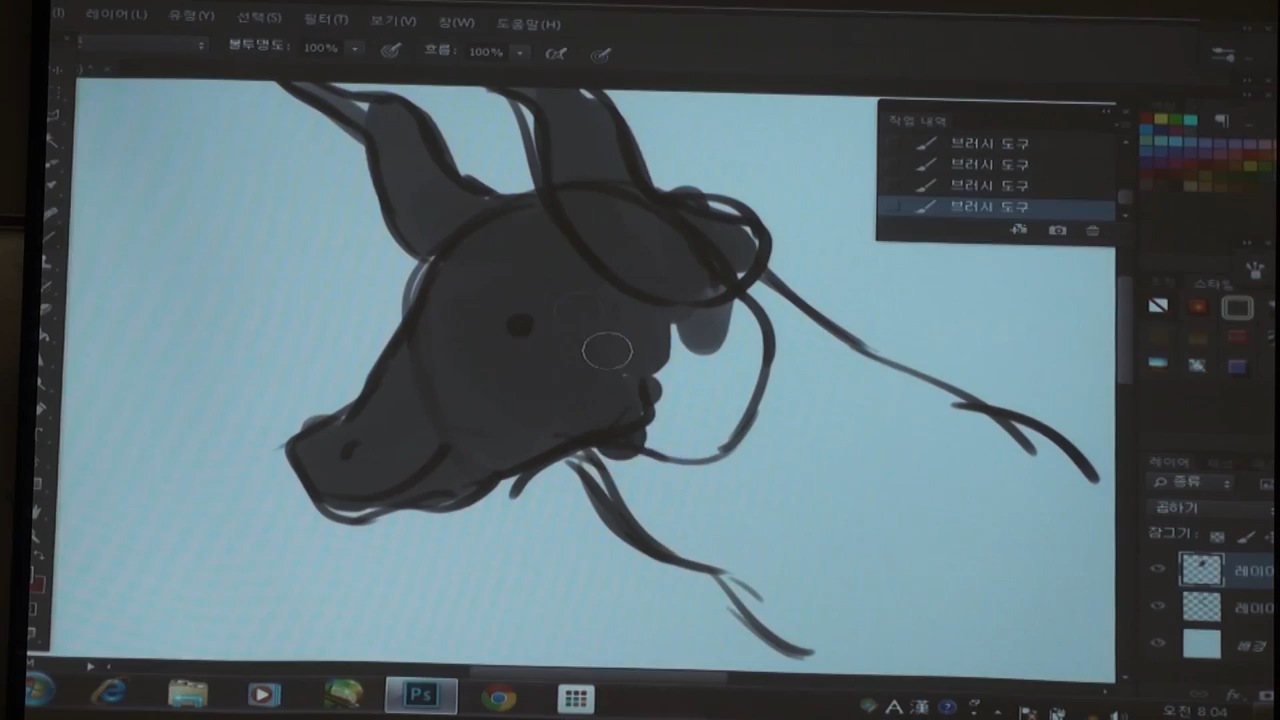 레이어(L) 유형(Y) 선택(S) 필터(T) 보기(V) 창(W) 도움말(H)
불투명도: 100% 흐름: 100%
작업 내역
브러시 도구
브러시 도구
브러시 도구
브러시 도구
스타일
레이어
종류
곱하기
잠그기:
레이어
레이어
배경
fx
Ps
A 漢
오전 8:04